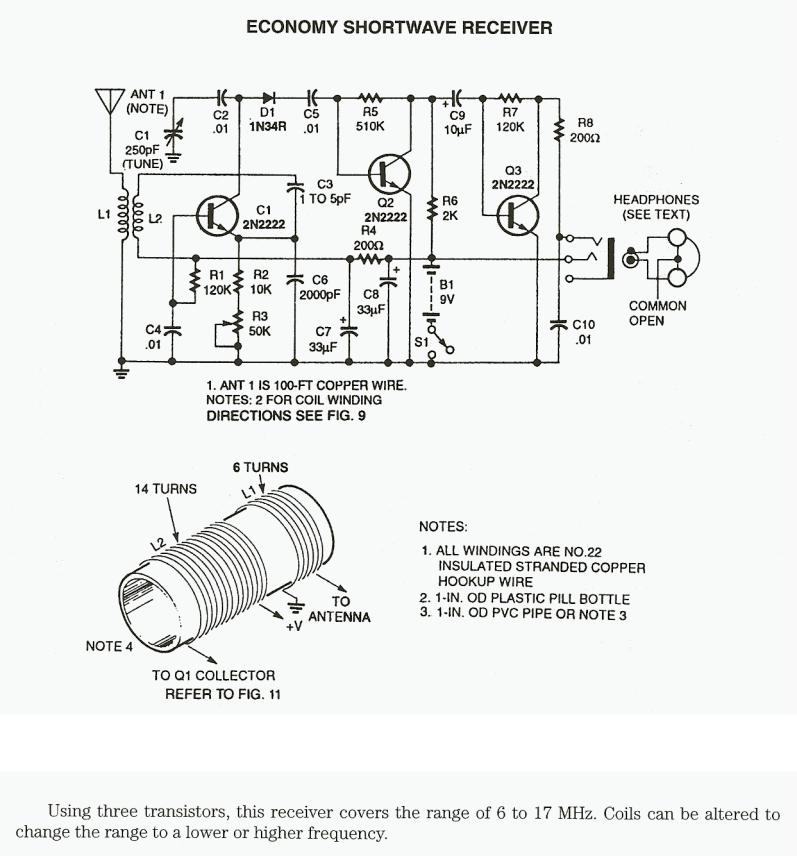 ECONOMY SHORTWAVE RECEIVER
ANT 1
(NOTE)
C1
250pF
(TUNE)
C2
.01
D1
1N34R
C5
.01
R5
510K
C9
10µF
+
R7
120K
R8
200Ω
L1
L2
C1
2N2222
C3
1 TO 5pF
Q2
2N2222
R4
200Ω
R6
2K
Q3
2N2222
HEADPHONES
(SEE TEXT)
COMMON
OPEN
R1
120K
R2
10K
C6
2000pF
+
C8
33µF
B1
9V
C4
.01
R3
50K
+
C7
33µF
S1
C10
.01
1. ANT 1 IS 100-FT COPPER WIRE.
NOTES: 2 FOR COIL WINDING
DIRECTIONS SEE FIG. 9
6 TURNS
14 TURNS
L1
L2
TO
ANTENNA
+V
NOTE 4
TO Q1 COLLECTOR
REFER TO FIG. 11
NOTES:
1. ALL WINDINGS ARE NO.22
INSULATED STRANDED COPPER
HOOKUP WIRE
2. 1-IN. OD PLASTIC PILL BOTTLE
3. 1-IN. OD PVC PIPE OR NOTE 3
Using three transistors, this receiver covers the range of 6 to 17 MHz. Coils can be altered to
change the range to a lower or higher frequency.